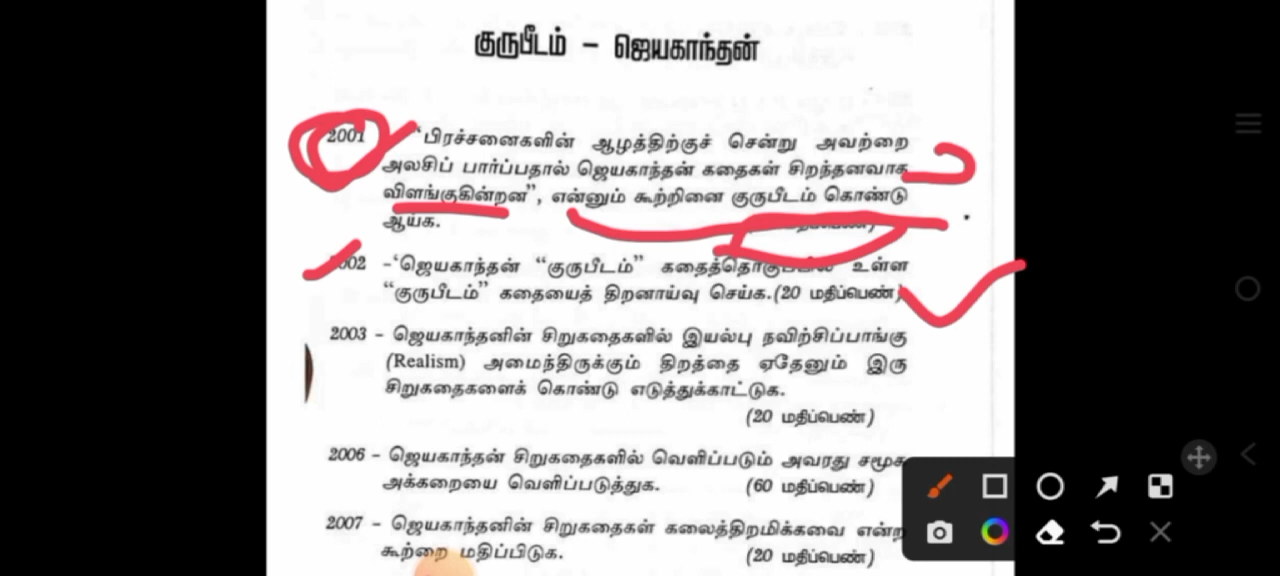 குருபீடம் – ஜெயகாந்தன்
2001 'பிரச்சனைகளின் ஆழத்திற்குச் சென்று அவற்றை
அலசிப் பார்ப்பதால் ஜெயகாந்தன் கதைகள் சிறந்தனவாக
விளங்குகின்றன", என்னும் கூற்றினை குருபீடம் கொண்டு
ஆய்க.
2002 -'ஜெயகாந்தன் "குருபீடம்" கதைத்தொகுப்பில் உள்ள
"குருபீடம்" கதையைத் திறனாய்வு செய்க.(20 மதிப்பெண்)
2003 - ஜெயகாந்தனின் சிறுகதைகளில் இயல்பு நவிற்சிப்பாங்கு
(Realism) அமைந்திருக்கும் திறத்தை ஏதேனும் இரு
சிறுகதைகளைக் கொண்டு எடுத்துக்காட்டுக.
(20 மதிப்பெண்)
2006 - ஜெயகாந்தன் சிறுகதைகளில் வெளிப்படும் அவரது சமூக
அக்கறையை வெளிப்படுத்துக. (60 மதிப்பெண்)
2007 - ஜெயகாந்தனின் சிறுகதைகள் கலைத்திறமிக்கவை என்ற
கூற்றை மதிப்பிடுக. (20 மதிப்பெண்)